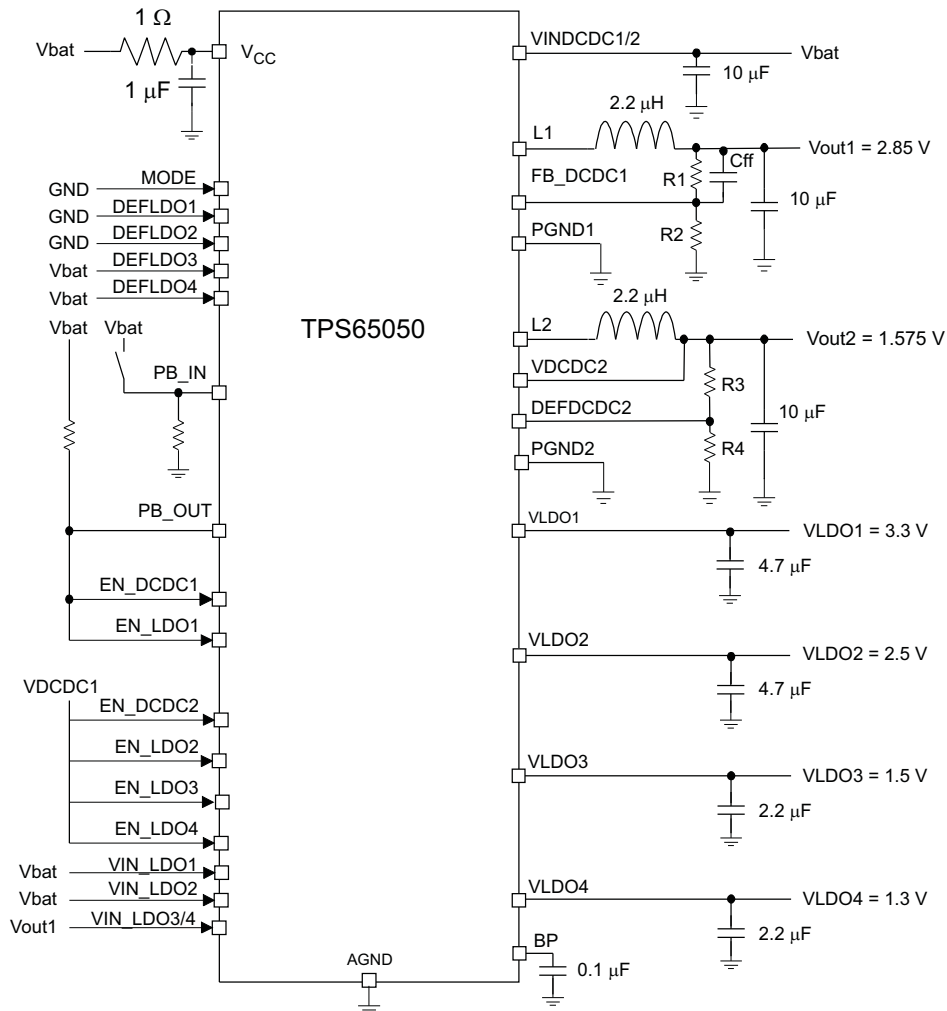 1 Ω
Vbat
VCC
1 μF
GND MODE
GND DEFLDO1
GND DEFLDO2
Vbat DEFLDO3
Vbat DEFLDO4
Vbat Vbat
PB_IN
PB_OUT
EN_DCDC1
EN_LDO1
VDCDC1
EN_DCDC2
EN_LDO2
EN_LDO3
EN_LDO4
Vbat VIN_LDO1
Vbat VIN_LDO2
Vout1 VIN_LDO3/4
TPS65050
AGND
VINDCDC1/2
Vbat
10 μF
2.2 μH
L1
Vout1 = 2.85 V
Cff
FB_DCDC1
R1
10 μF
R2
PGND1
2.2 μH
L2
Vout2 = 1.575 V
VDCDC2
R3
DEFDCDC2
10 μF
R4
PGND2
VLDO1
VLDO1 = 3.3 V
4.7 μF
VLDO2
VLDO2 = 2.5 V
4.7 μF
VLDO3
VLDO3 = 1.5 V
2.2 μF
VLDO4
VLDO4 = 1.3 V
2.2 μF
BP
0.1 μF